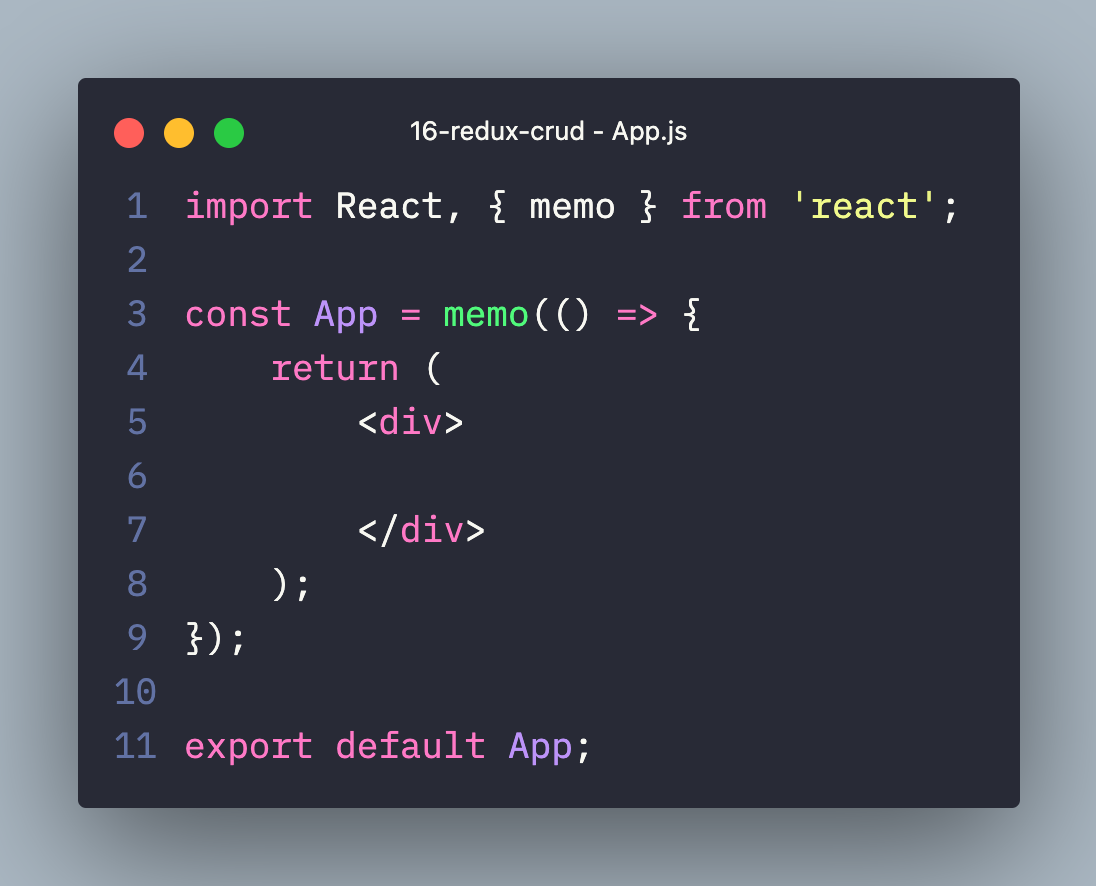 16-redux-crud - App.js
1 import React, { memo } from 'react';
2
3 const App = memo(() => {
4     return (
5         <div>
6
7         </div>
8     );
9 });
10
11 export default App;